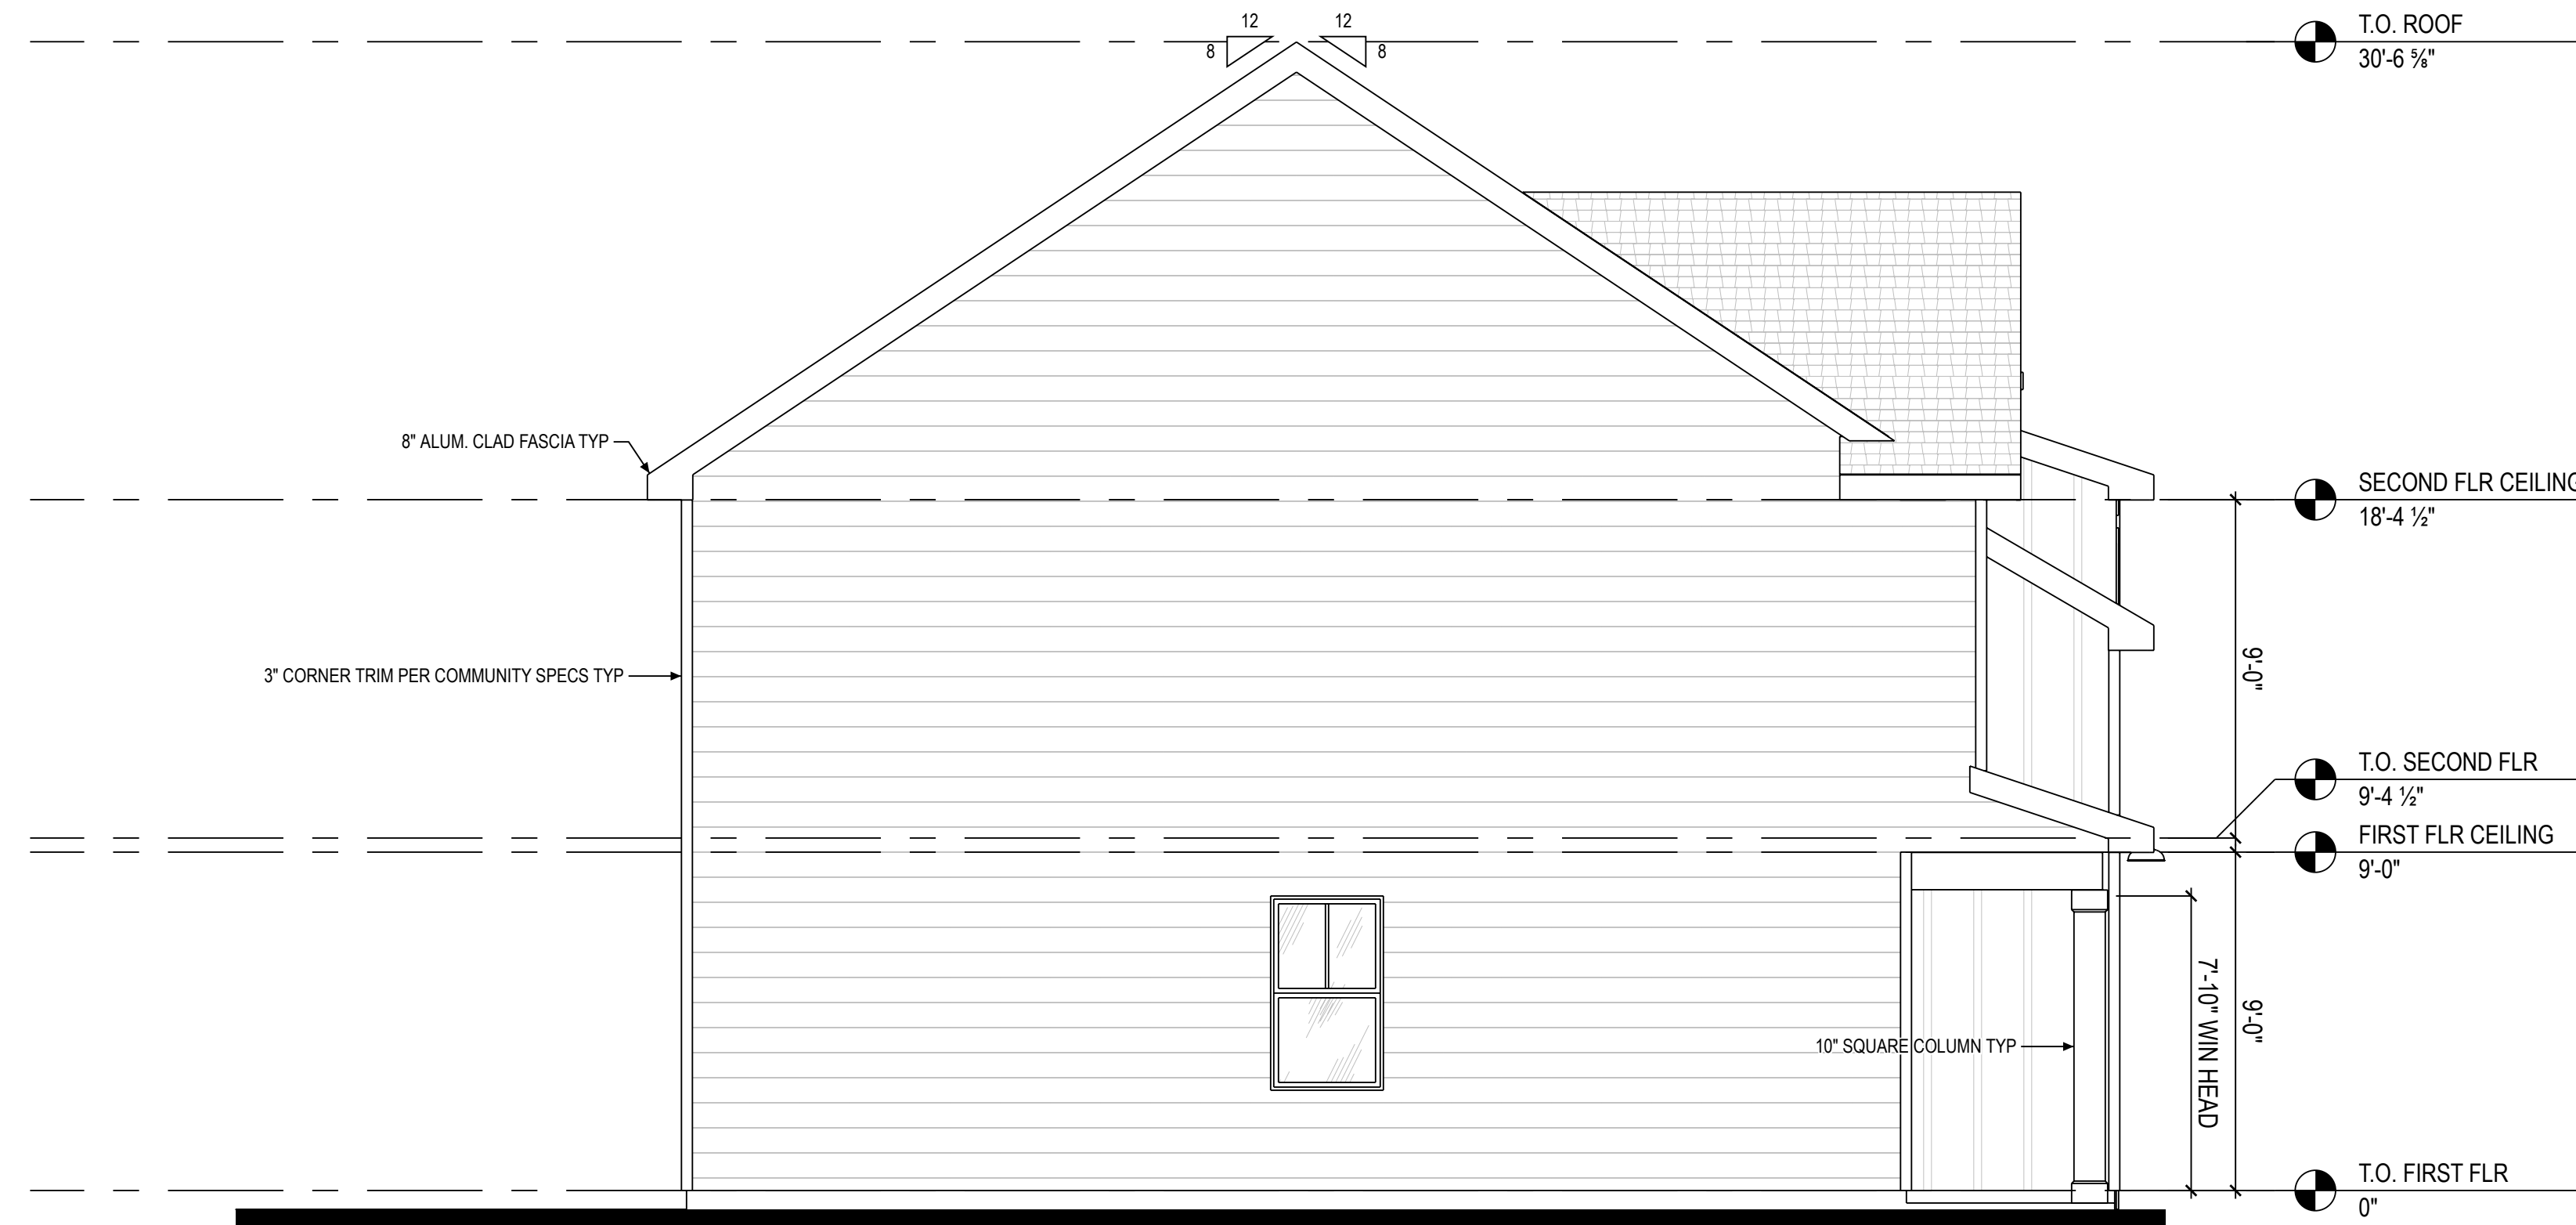 12 12
8 8
T.O. ROOF
30'-6 ⅝"
8" ALUM. CLAD FASCIA TYP
SECOND FLR CEILING
18'-4 ½"
3" CORNER TRIM PER COMMUNITY SPECS TYP
9'-0"
T.O. SECOND FLR
9'-4 ½"
FIRST FLR CEILING
9'-0"
10" SQUARE COLUMN TYP
7'-10" WIN HEAD
9'-0"
T.O. FIRST FLR
0"